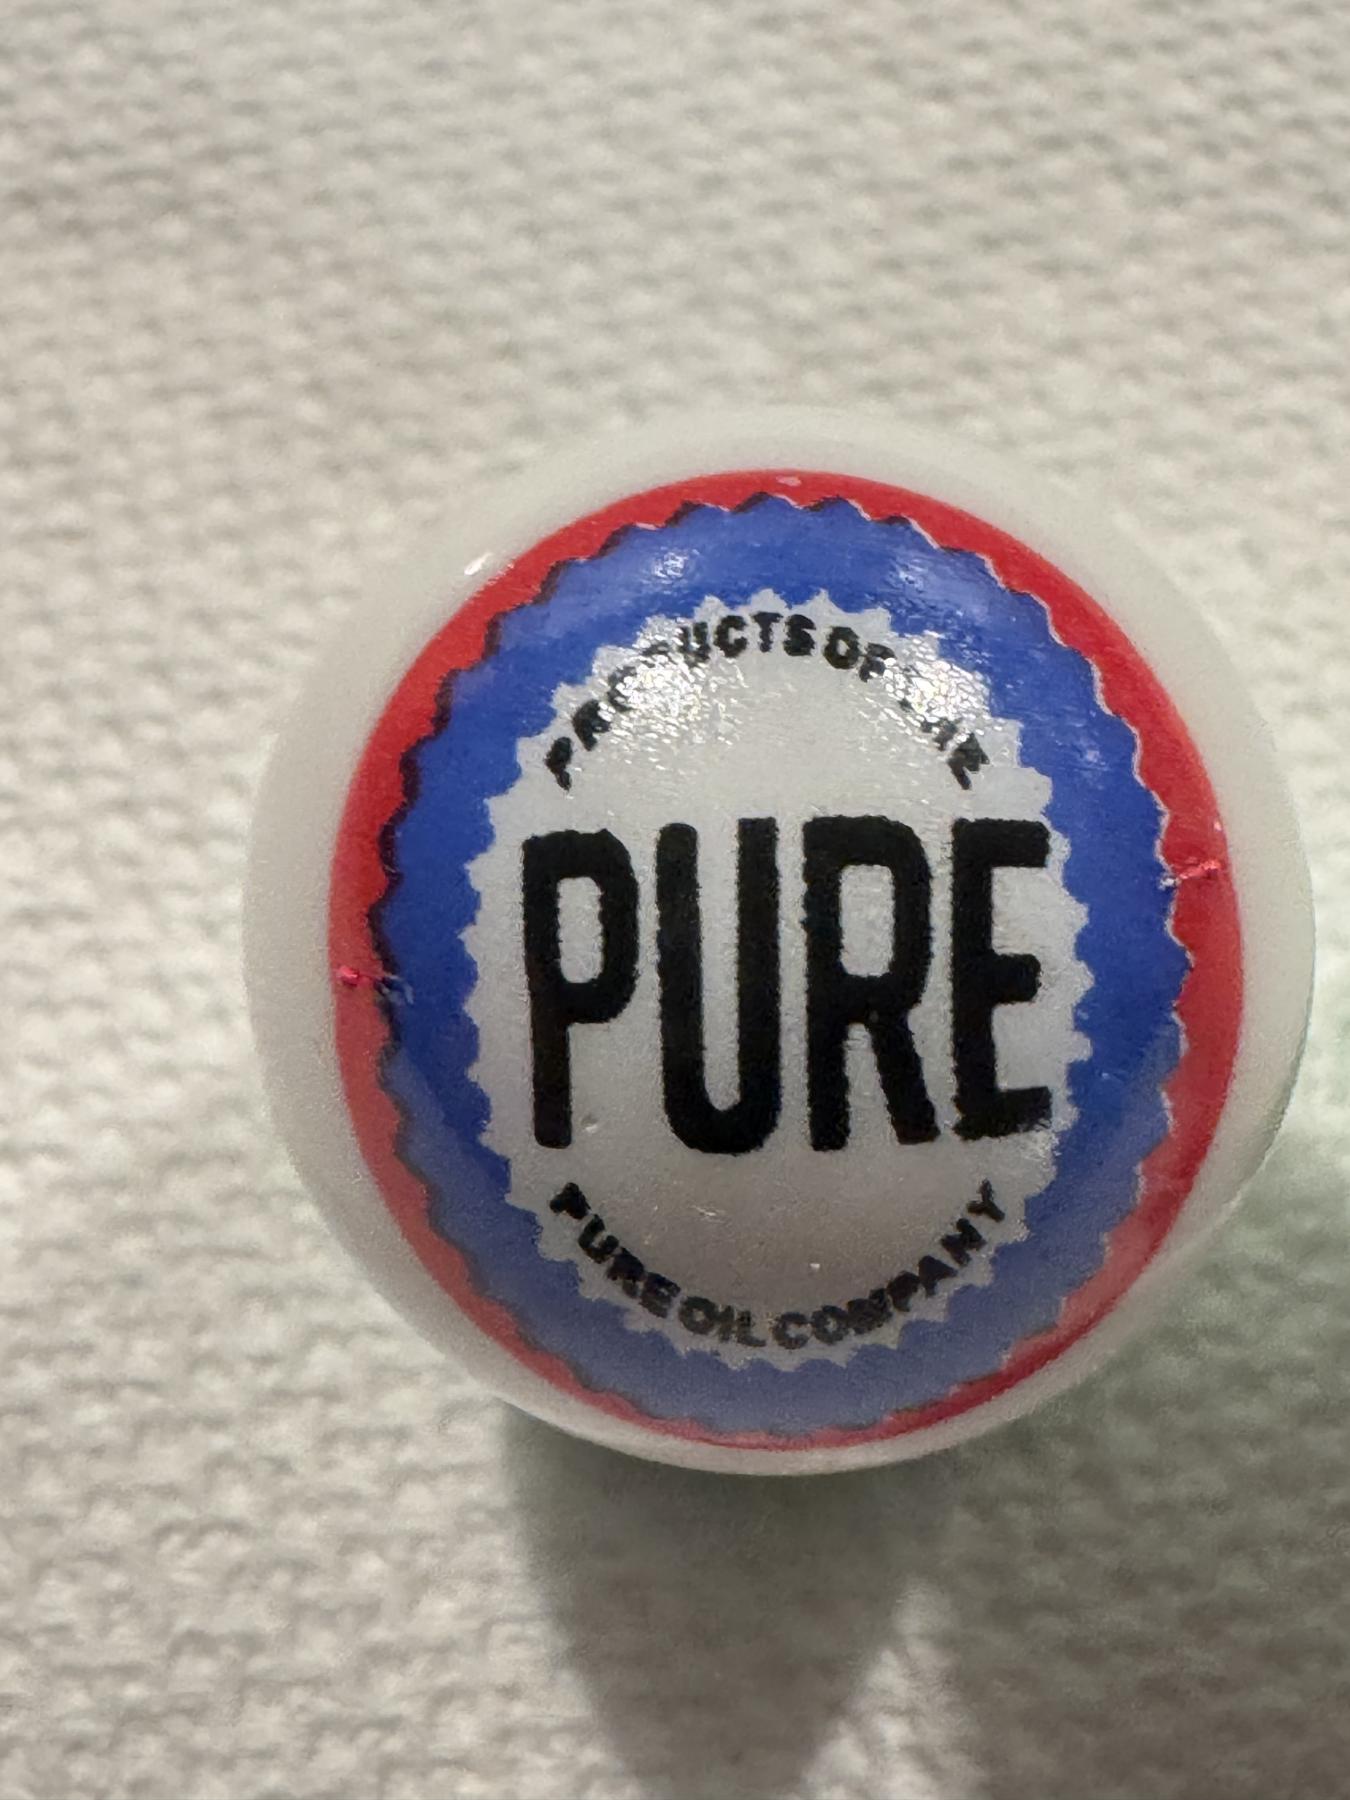 PRODUCTS OF THE
PURE
PURE OIL COMPANY